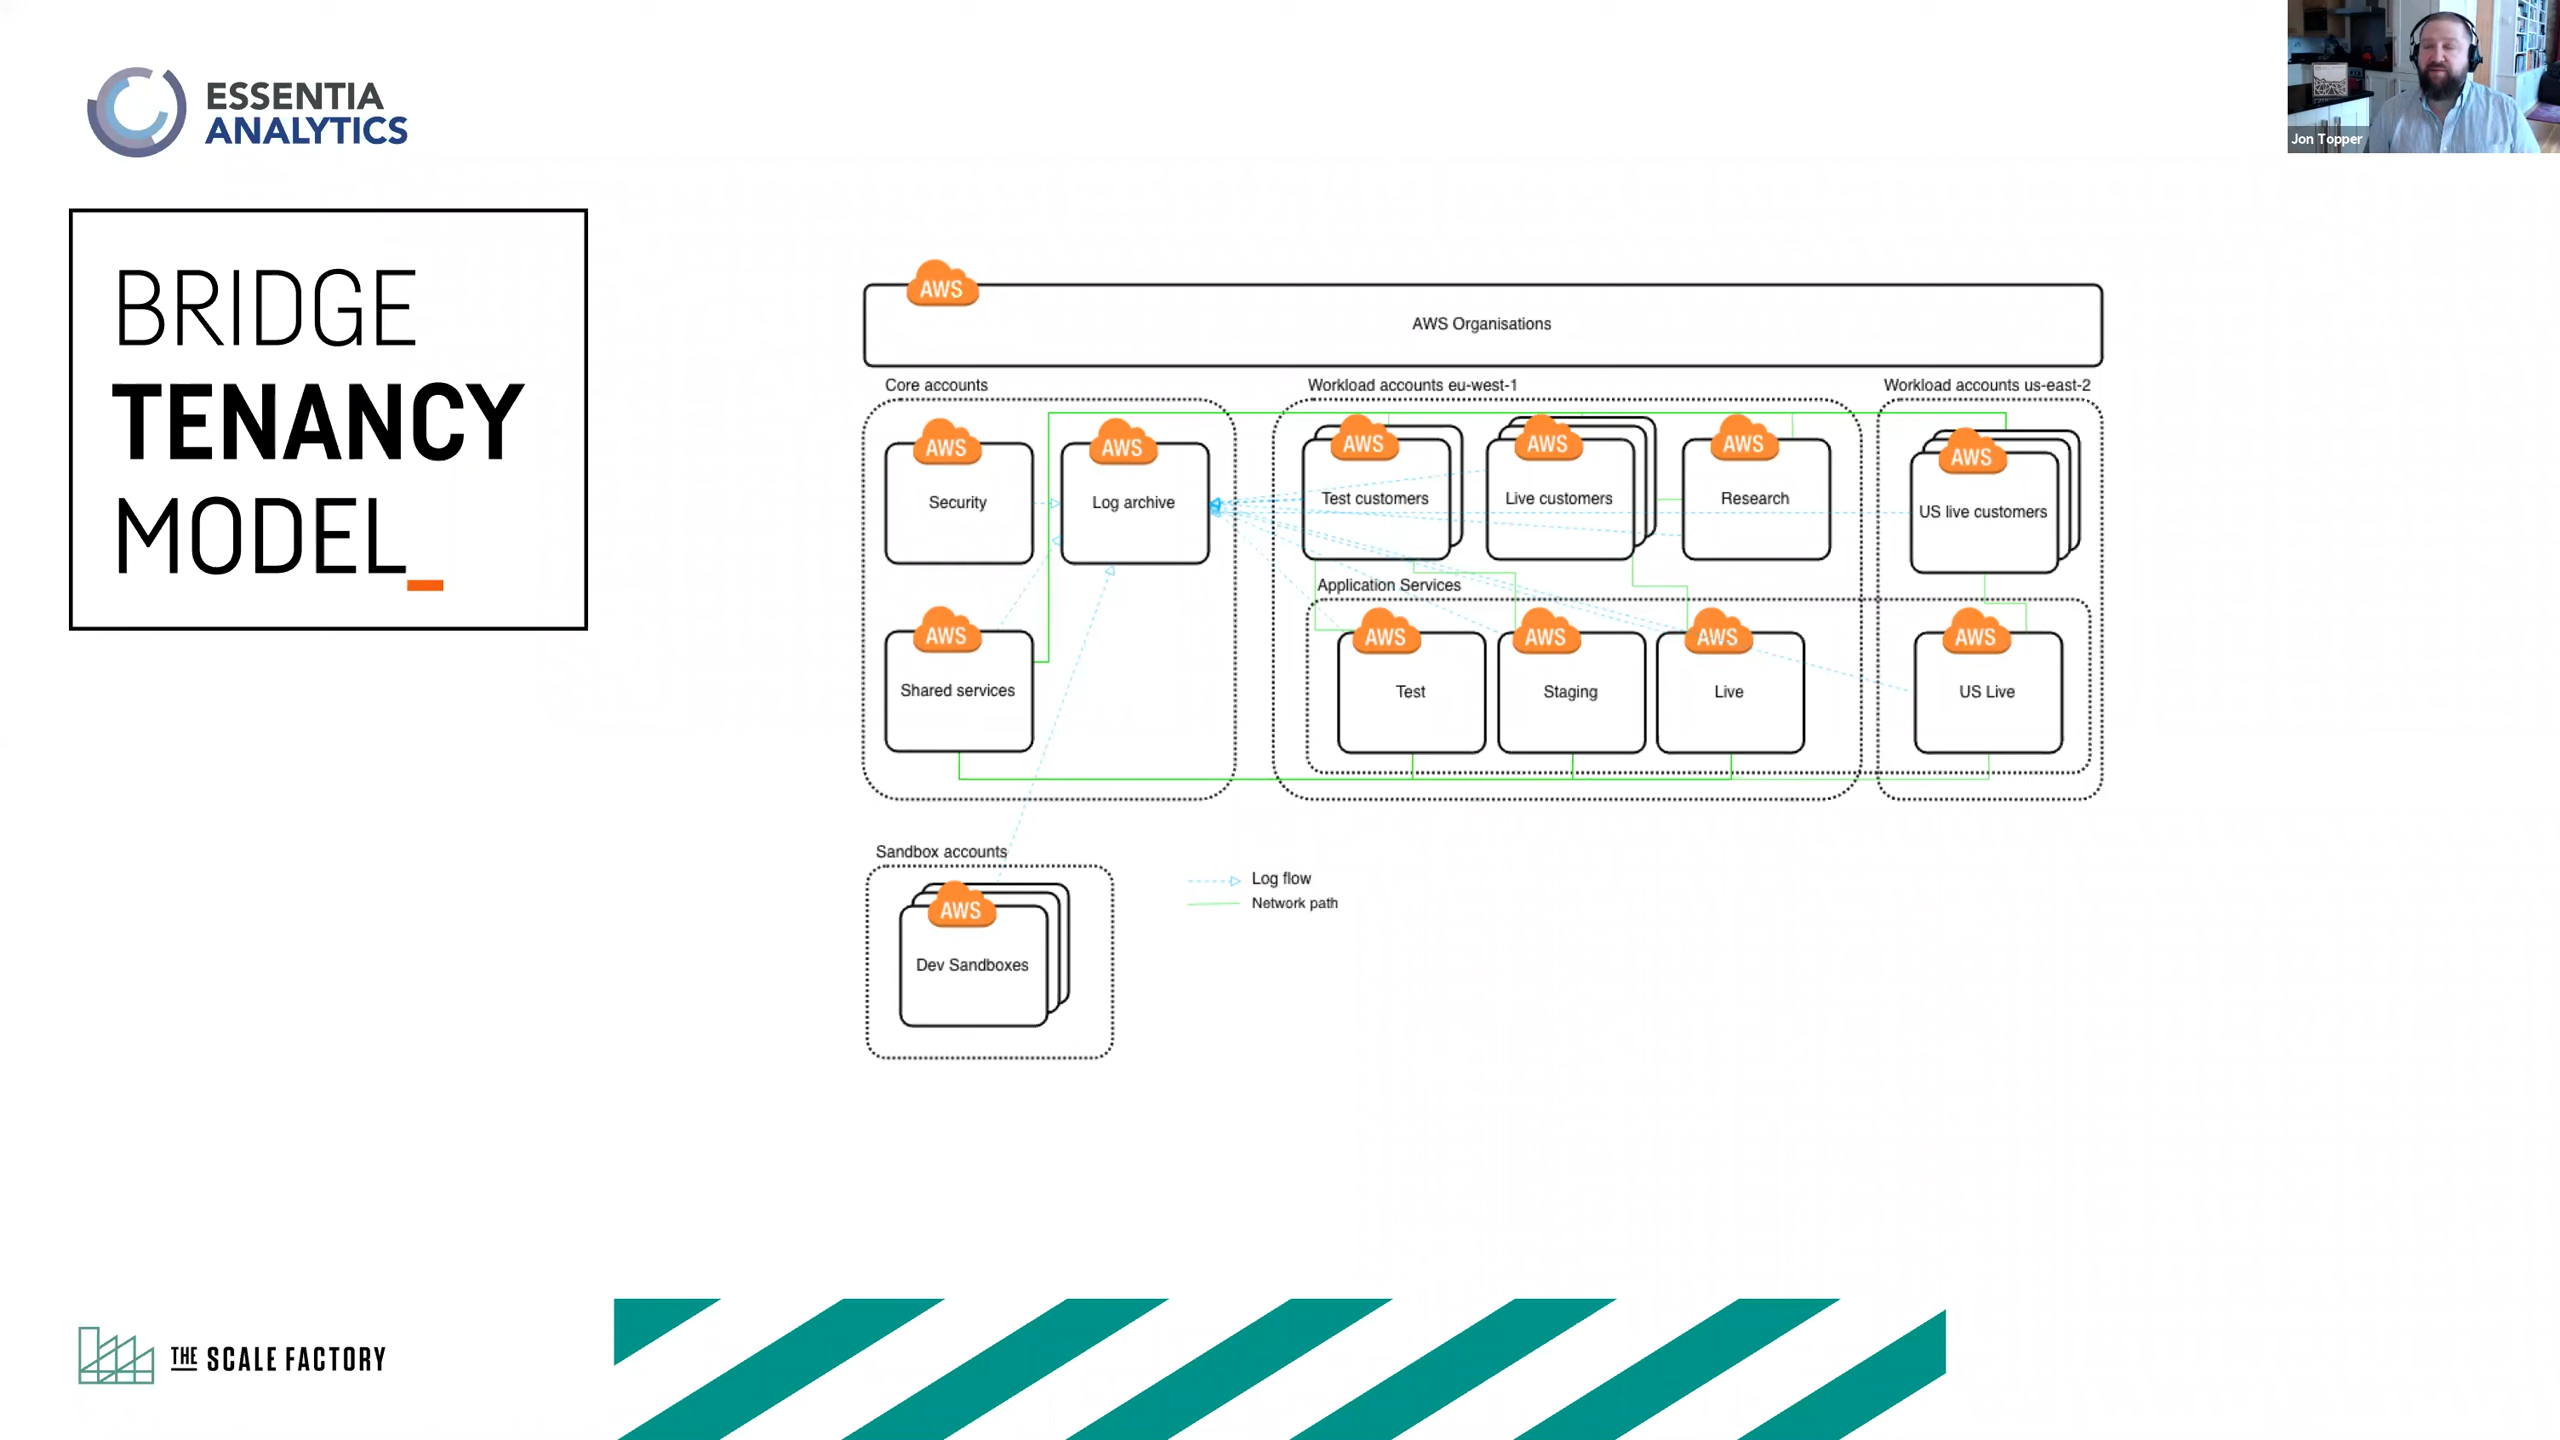 ESSENTIA
ANALYTICS
Jon Topper
BRIDGE
TENANCY
MODEL_
AWS
AWS Organisations
Core accounts
Workload accounts eu-west-1
Workload accounts us-east-2
AWS
AWS
AWS
AWS
AWS
AWS
Security
Log archive
Test customers
Live customers
Research
US live customers
Application Services
AWS
AWS
AWS
AWS
AWS
Shared services
Test
Staging
Live
US Live
Sandbox accounts
AWS
Dev Sandboxes
Log flow
Network path
THE SCALE FACTORY